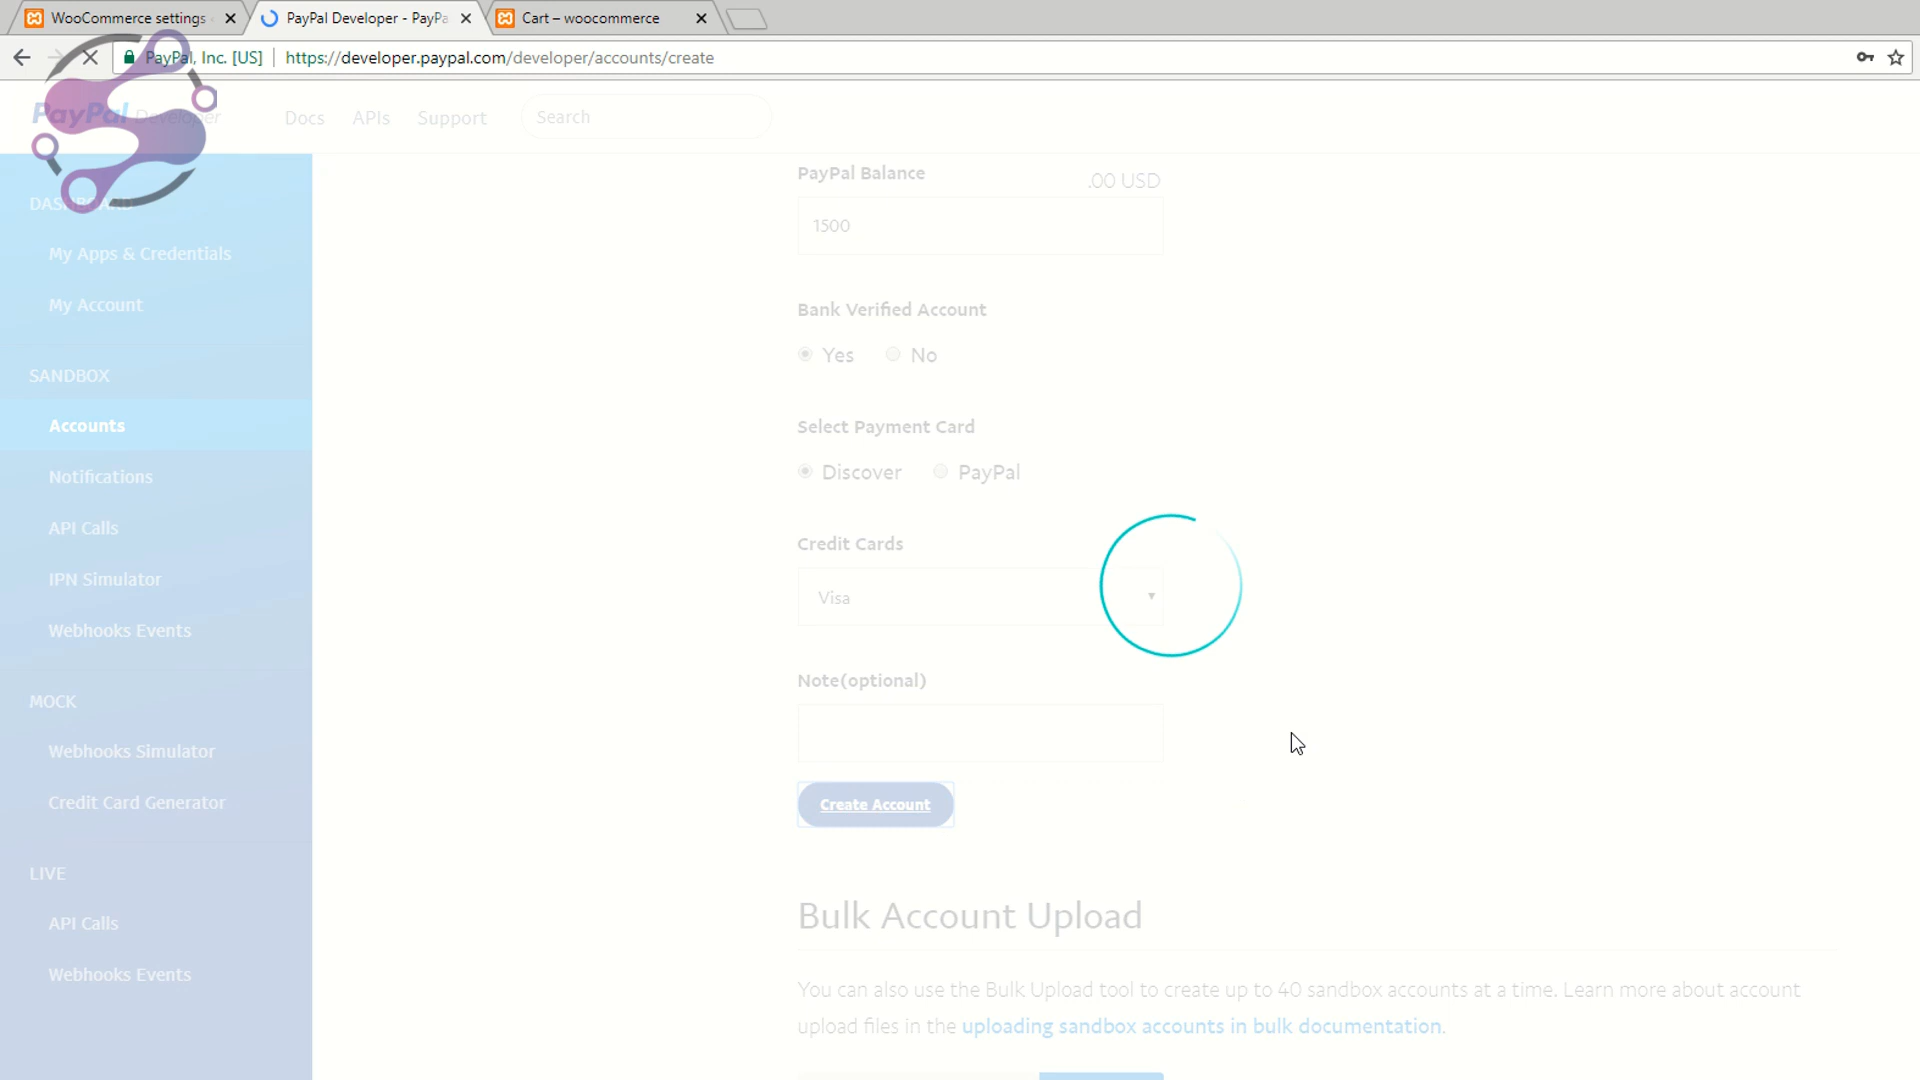 WooCommerce settings
PayPal Developer - PayPa
Cart – woocommerce
PayPal, Inc. [US]
https://developer.paypal.com/developer/accounts/create
PayPal Developer
Docs
APIs
Support
Search
DASHBOARD
My Apps & Credentials
My Account
SANDBOX
Accounts
Notifications
API Calls
IPN Simulator
Webhooks Events
MOCK
Webhooks Simulator
Credit Card Generator
LIVE
API Calls
Webhooks Events
PayPal Balance
.00 USD
1500
Bank Verified Account
Yes
No
Select Payment Card
Discover
PayPal
Credit Cards
Visa
Note(optional)
Create Account
Bulk Account Upload
You can also use the Bulk Upload tool to create up to 40 sandbox accounts at a time. Learn more about account
upload files in the uploading sandbox accounts in bulk documentation.